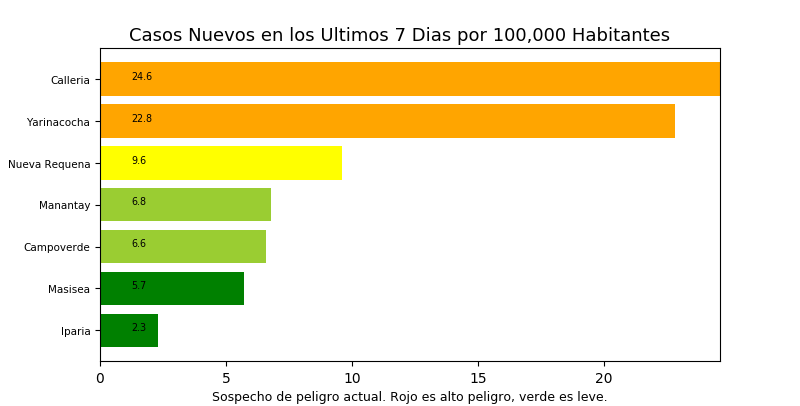 Casos Nuevos en los Ultimos 7 Dias por 100,000 Habitantes
Calleria 24.6
Yarinacocha 22.8
Nueva Requena 9.6
Manantay 6.8
Campoverde 6.6
Masisea 5.7
Iparia 2.3
0 5 10 15 20
Sospecho de peligro actual. Rojo es alto peligro, verde es leve.